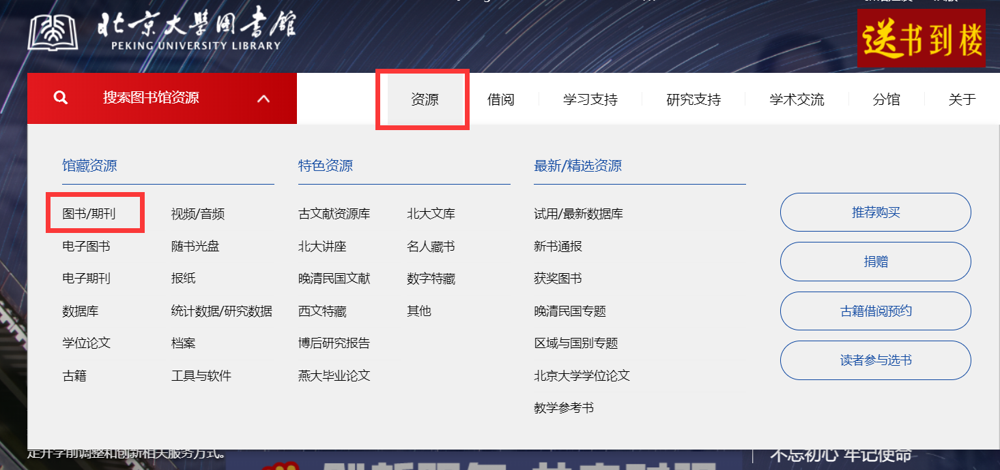 北京大学图书馆
PEKING UNIVERSITY LIBRARY
送书到楼
搜索图书馆资源
资源 借阅 学习支持 研究支持 学术交流 分馆 关于
馆藏资源 特色资源 最新/精选资源
图书/期刊 视频/音频 古文献资源库 北大文库 试用/最新数据库
电子图书 随书光盘 北大讲座 名人藏书 新书通报
电子期刊 报纸 晚清民国文献 数字特藏 获奖图书
数据库 统计数据/研究数据 西文特藏 其他 晚清民国专题
学位论文 档案 博后研究报告 区域与国别专题
古籍 工具与软件 燕大毕业论文 北京大学学位论文
教学参考书
推荐购买
捐赠
古籍借阅预约
读者参与选书
定开学前调整和创新相关服务方式。
不忘初心 牢记使命